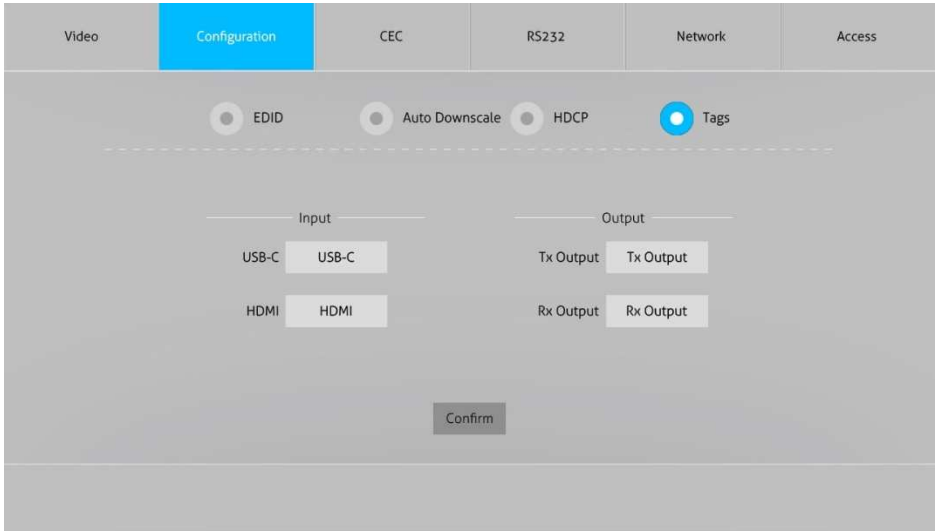 Video Configuration CEC RS232 Network Access
EDID Auto Downscale HDCP Tags
Input Output
USB-C USB-C Tx Output Tx Output
HDMI HDMI Rx Output Rx Output
Confirm